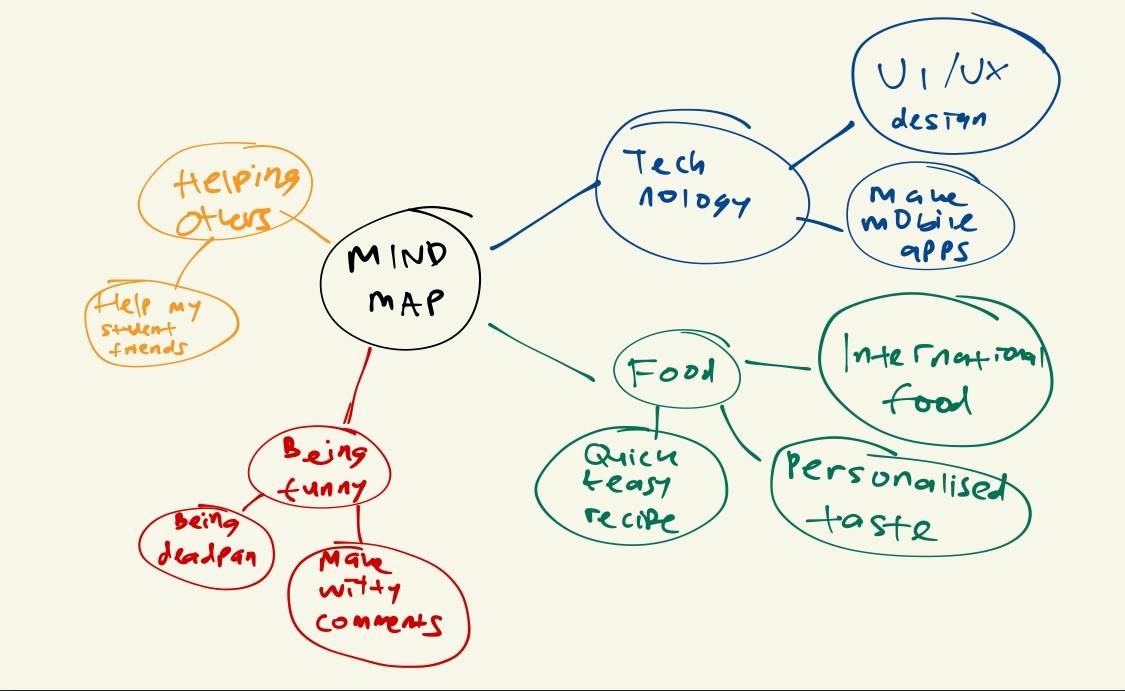 MIND
MAP
Tech
nology
UI/UX
design
Make
mobile
apps
Food
International
food
Personalised
taste
Quick
&easy
recipe
Being
funny
Make
witty
comments
Being
deadpan
Helping
others
Help my
student
friends